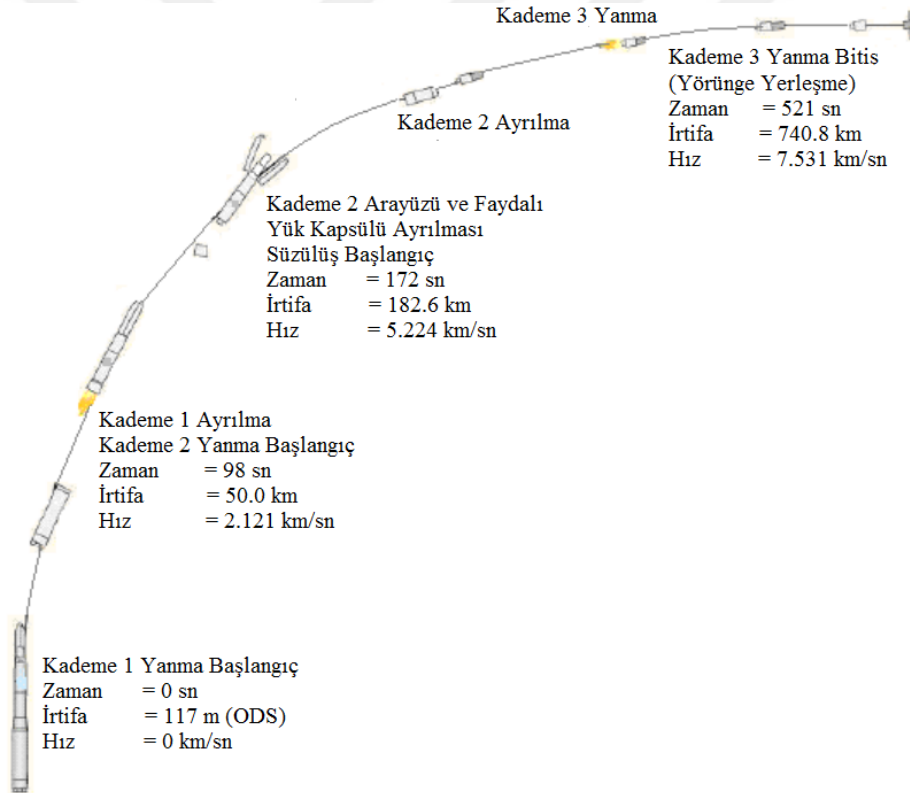 Kademe 3 Yanma
Kademe 3 Yanma Bitis
(Yörünge Yerleşme)
Zaman = 521 sn
İrtifa = 740.8 km
Hız = 7.531 km/sn
Kademe 2 Ayrılma
Kademe 2 Arayüzü ve Faydalı
Yük Kapsülü Ayrılması
Süzülüş Başlangıç
Zaman = 172 sn
İrtifa = 182.6 km
Hız = 5.224 km/sn
Kademe 1 Ayrılma
Kademe 2 Yanma Başlangıç
Zaman = 98 sn
İrtifa = 50.0 km
Hız = 2.121 km/sn
Kademe 1 Yanma Başlangıç
Zaman = 0 sn
İrtifa = 117 m (ODS)
Hız = 0 km/sn